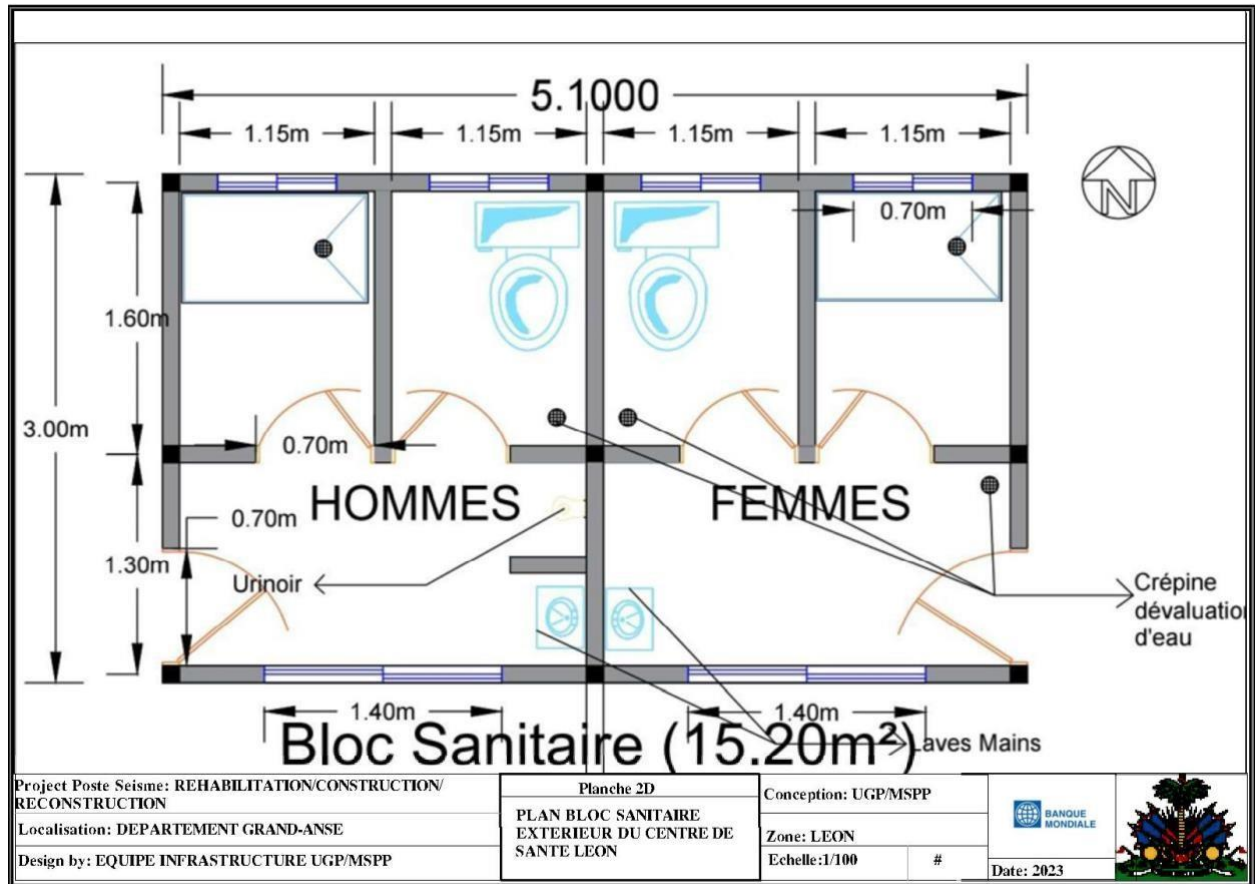 5.1000
1.15m
1.15m
1.15m
1.15m
N
0.70m
1.60m
3.00m
0.70m
HOMMES
FEMMES
0.70m
1.30m
Urinoir
Crépine
dévaluation
d'eau
1.40m
1.40m
Bloc Sanitaire (15.20m²)
Laves Mains
Project Poste Seisme: REHABILITATION/CONSTRUCTION/
RECONSTRUCTION
Localisation: DEPARTEMENT GRAND-ANSE
Design by: EQUIPE INFRASTRUCTURE UGP/MSPP
Planche 2D
PLAN BLOC SANITAIRE
EXTERIEUR DU CENTRE DE
SANTE LEON
Conception: UGP/MSPP
Zone: LEON
Echelle:1/100
#
BANQUE
MONDIALE
Date: 2023